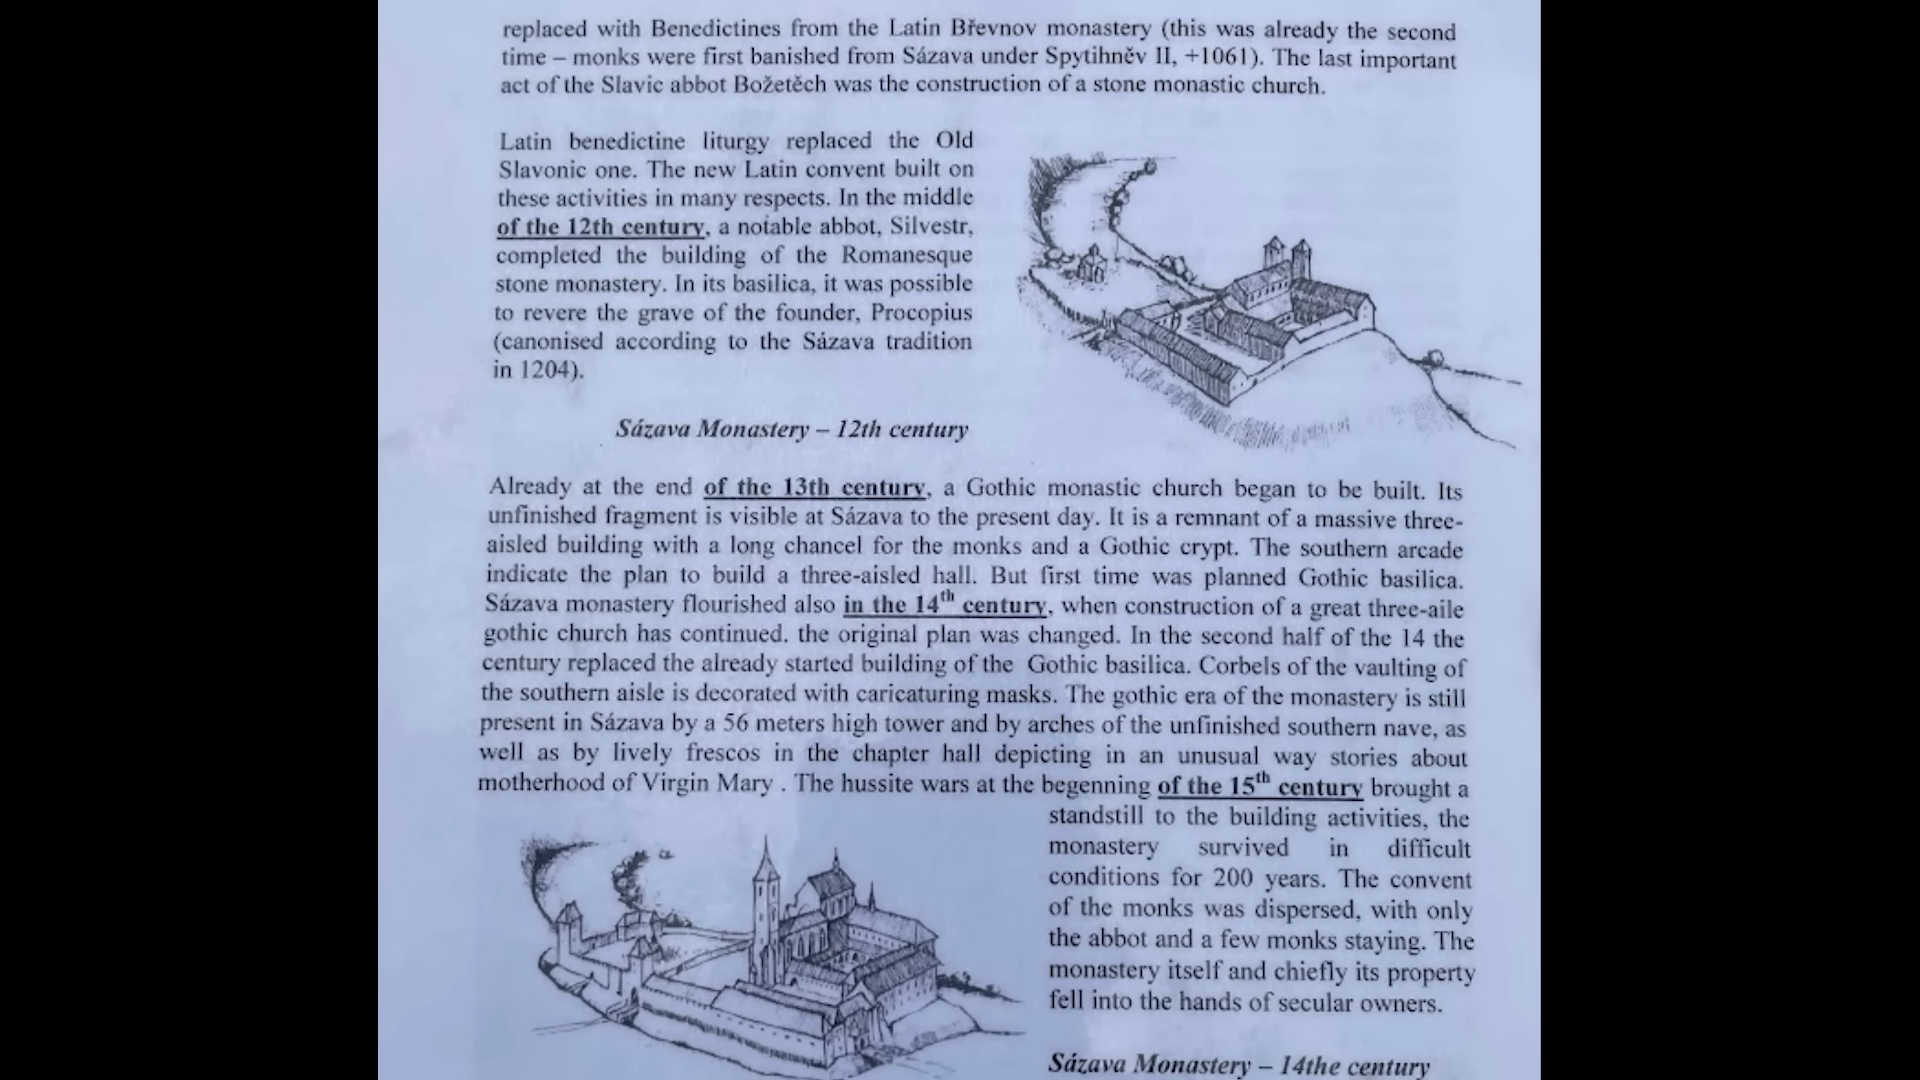 replaced with Benedictines from the Latin Břevnov monastery (this was already the second
time – monks were first banished from Sázava under Spytihněv II, +1061). The last important
act of the Slavic abbot Božetěch was the construction of a stone monastic church.
Latin benedictine liturgy replaced the Old
Slavonic one. The new Latin convent built on
these activities in many respects. In the middle
of the 12th century, a notable abbot, Silvestr,
completed the building of the Romanesque
stone monastery. In its basilica, it was possible
to revere the grave of the founder, Procopius
(canonised according to the Sázava tradition
in 1204).
Sázava Monastery – 12th century
Already at the end of the 13th century, a Gothic monastic church began to be built. Its
unfinished fragment is visible at Sázava to the present day. It is a remnant of a massive three-
aisled building with a long chancel for the monks and a Gothic crypt. The southern arcade
indicate the plan to build a three-aisled hall. But first time was planned Gothic basilica.
Sázava monastery flourished also in the 14th century, when construction of a great three-aile
gothic church has continued. the original plan was changed. In the second half of the 14 the
century replaced the already started building of the Gothic basilica. Corbels of the vaulting of
the southern aisle is decorated with caricaturing masks. The gothic era of the monastery is still
present in Sázava by a 56 meters high tower and by arches of the unfinished southern nave, as
well as by lively frescos in the chapter hall depicting in an unusual way stories about
motherhood of Virgin Mary . The hussite wars at the begenning of the 15th century brought a
standstill to the building activities, the
monastery survived in difficult
conditions for 200 years. The convent
of the monks was dispersed, with only
the abbot and a few monks staying. The
monastery itself and chiefly its property
fell into the hands of secular owners.
Sázava Monastery – 14the century